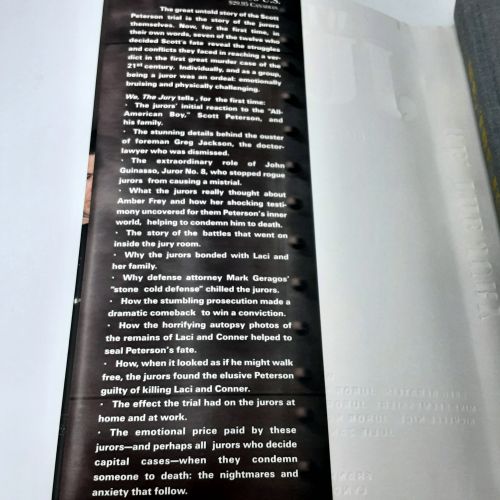 U.S.
$29.95 CANADIAN
The great untold story of the Scott
Peterson trial is the story of the jurors
themselves. Now, for the first time, in
their own words, seven of the twelve who
decided Scott's fate reveal the struggles
and conflicts they faced in reaching a ver-
dict in the first great murder case of the
21st century. Individually, and as a group,
being a juror was an ordeal: emotionally
bruising and physically challenging.
We, The Jury tells , for the first time:
· The jurors' initial reaction to the "All-
American Boy," Scott Peterson, and
his family.
· The stunning details behind the ouster
of foreman Greg Jackson, the doctor-
lawyer who was dismissed.
· The extraordinary role of John
Guinasso, Juror No. 8, who stopped rogue
jurors from causing a mistrial.
· What the jurors really thought about
Amber Frey and how her shocking testi-
mony uncovered for them Peterson's inner
world, helping to condemn him to death.
· The story of the battles that went on
inside the jury room.
· Why the jurors bonded with Laci and
her family.
· Why defense attorney Mark Geragos'
"stone cold defense" chilled the jurors.
· How the stumbling prosecution made a
dramatic comeback to win a conviction.
· How the horrifying autopsy photos of
the remains of Laci and Conner helped to
seal Peterson's fate.
· How, when it looked as if he might walk
free, the jurors found the elusive Peterson
guilty of killing Laci and Conner.
· The effect the trial had on the jurors at
home and at work.
· The emotional price paid by these
jurors—and perhaps all jurors who decide
capital cases—when they condemn
someone to death: the nightmares and
anxiety that follow.